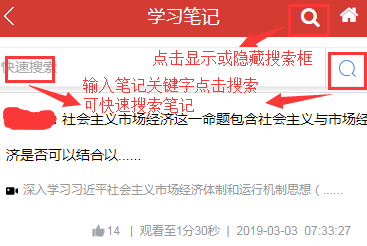 学习笔记
点击显示或隐藏搜索框
快速搜索
输入笔记关键字点击搜索
可快速搜索笔记
社会主义市场经济这一命题包含社会主义与市场经
济是否可以结合以......
深入学习习近平社会主义市场经济体制和运行机制思想（......
14 | 观看至1分30秒 | 2019-03-03 07:33:27